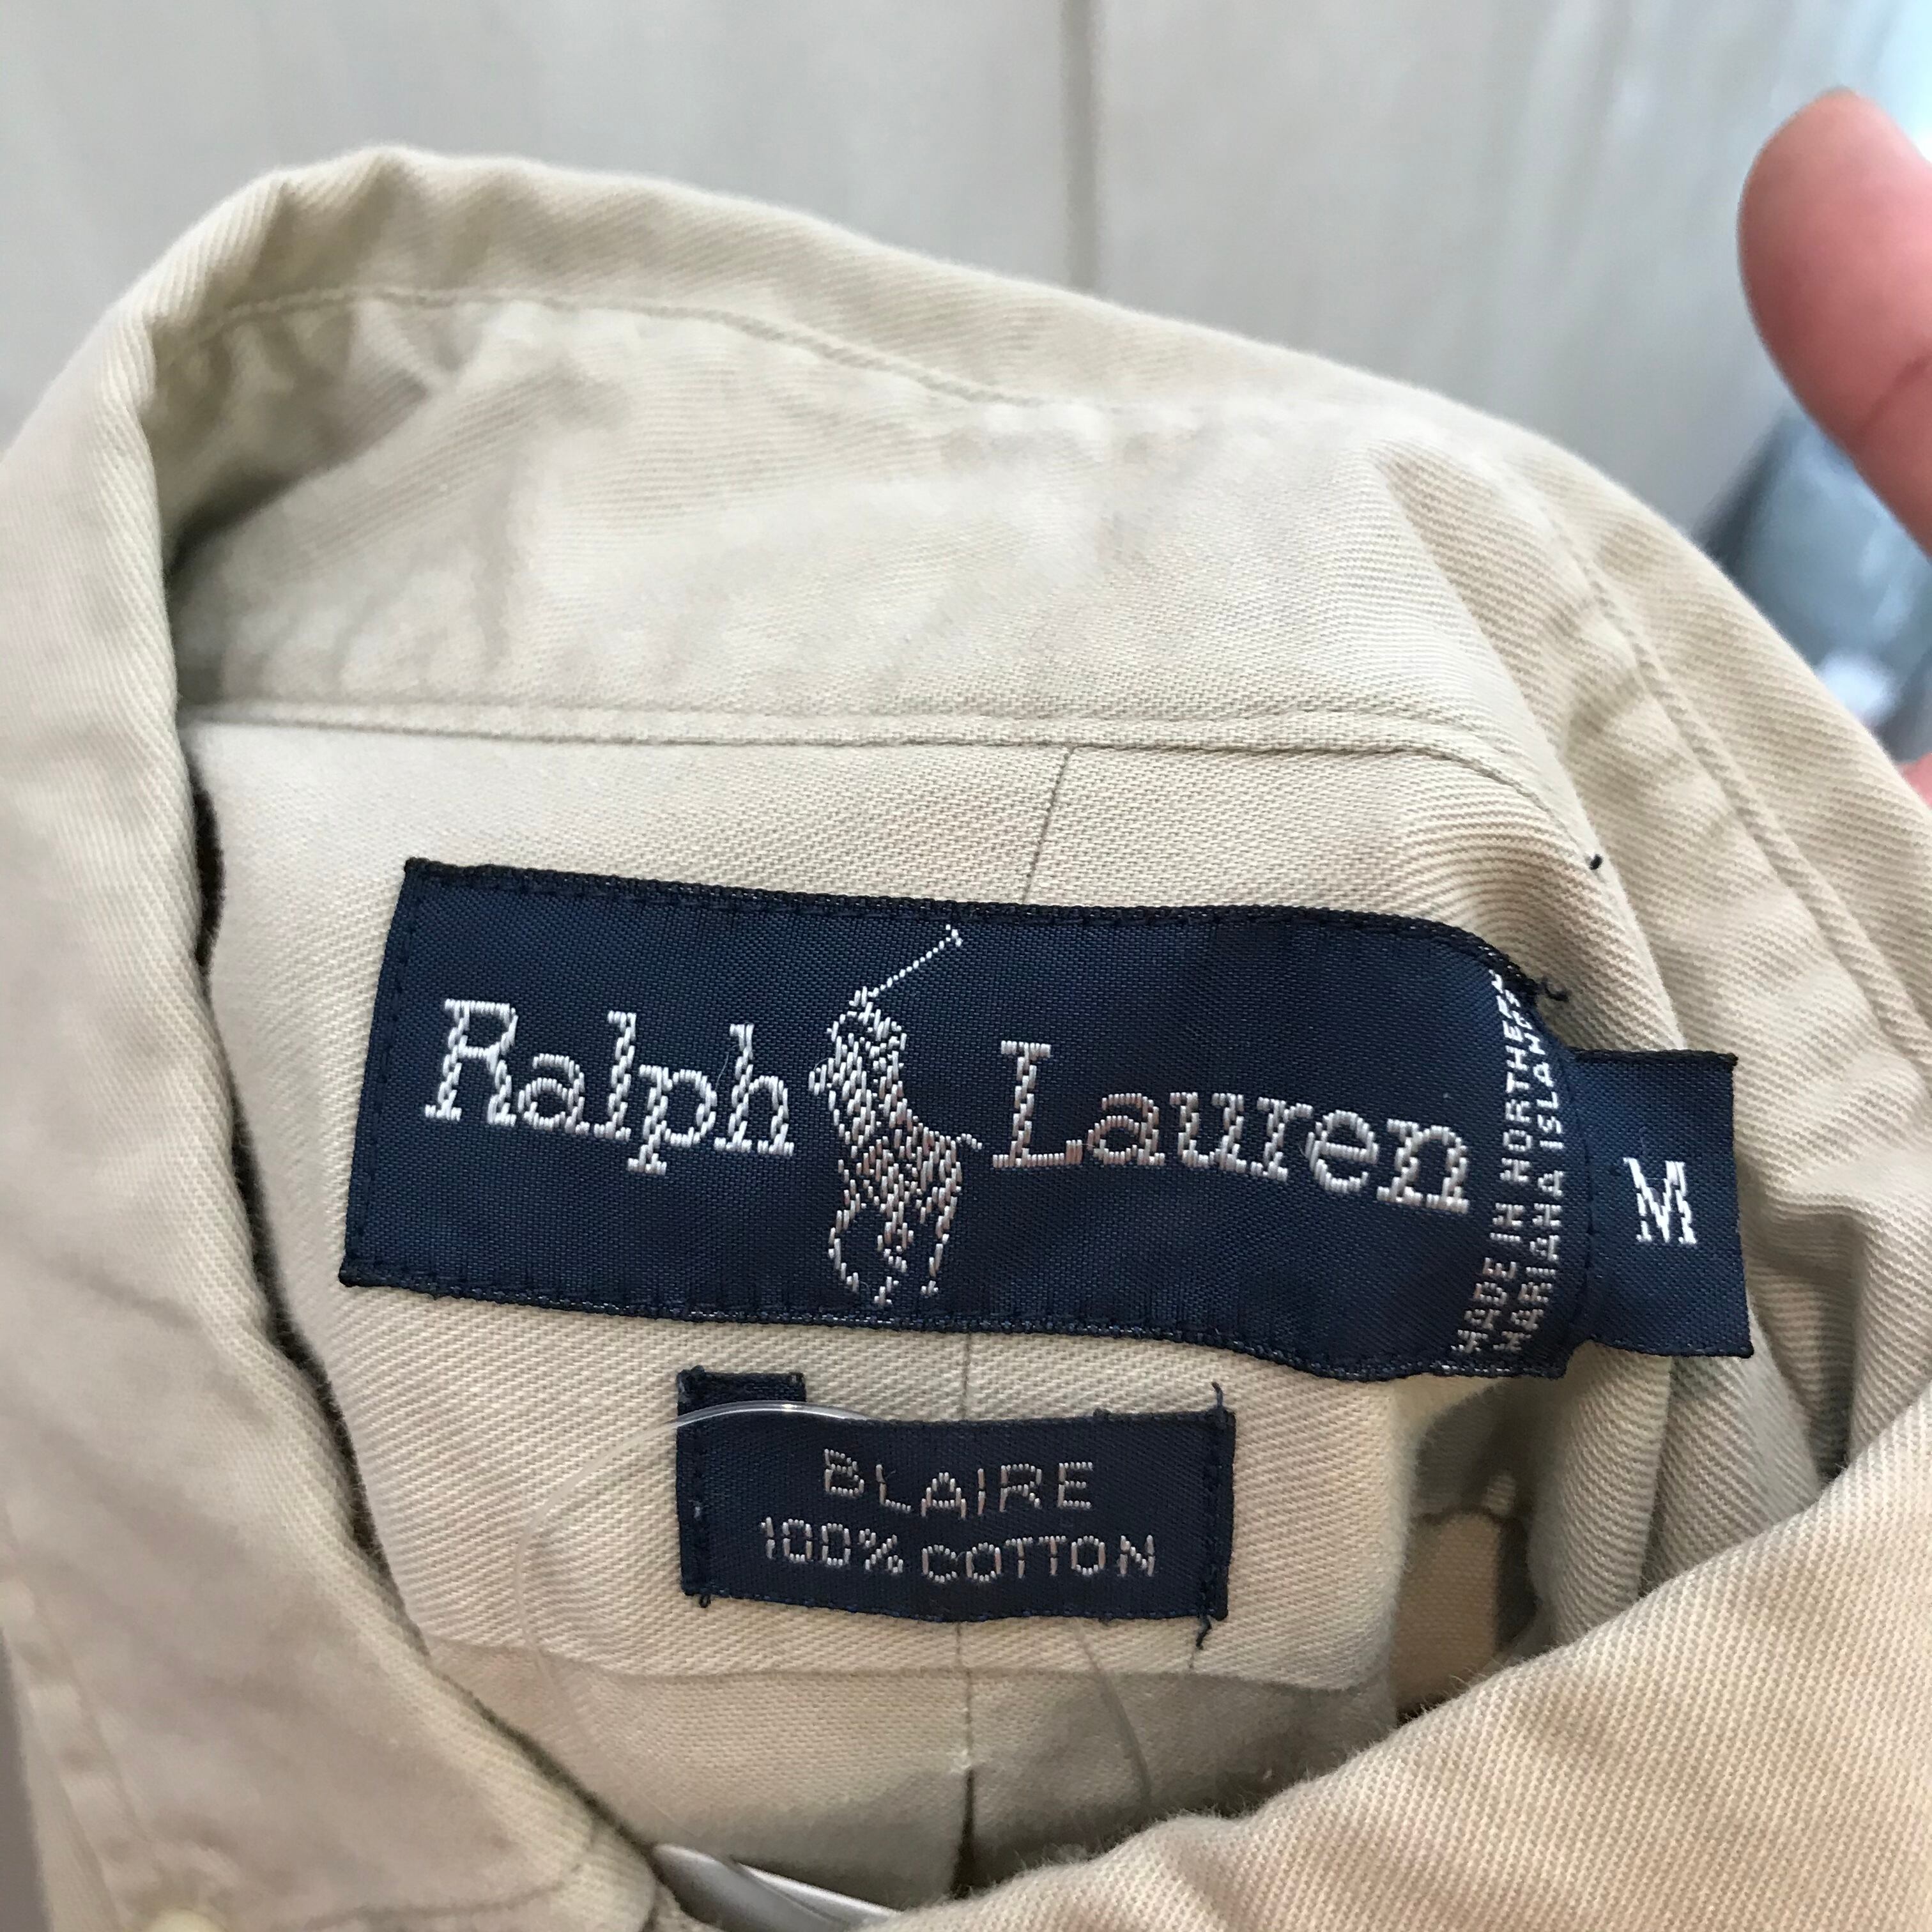 Ralph Lauren
MADE IN NORTHERN
MARIANA ISLANDS
M
BLAIRE
100% COTTON